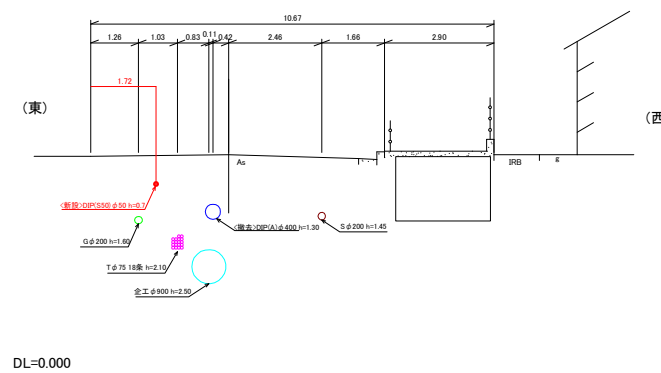 10.67
1.26 1.03 0.83 0.11 0.42 2.46 1.66 2.90
1.72
(東)
(西
As
IRB
g
<新設>DIP(S50)φ50 h=0.7
<撤去>DIP(A)φ400 h=1.30
Sφ200 h=1.45
Gφ200 h=1.60
Tφ75 18条 h=2.10
企工φ900 h=2.50
DL=0.000